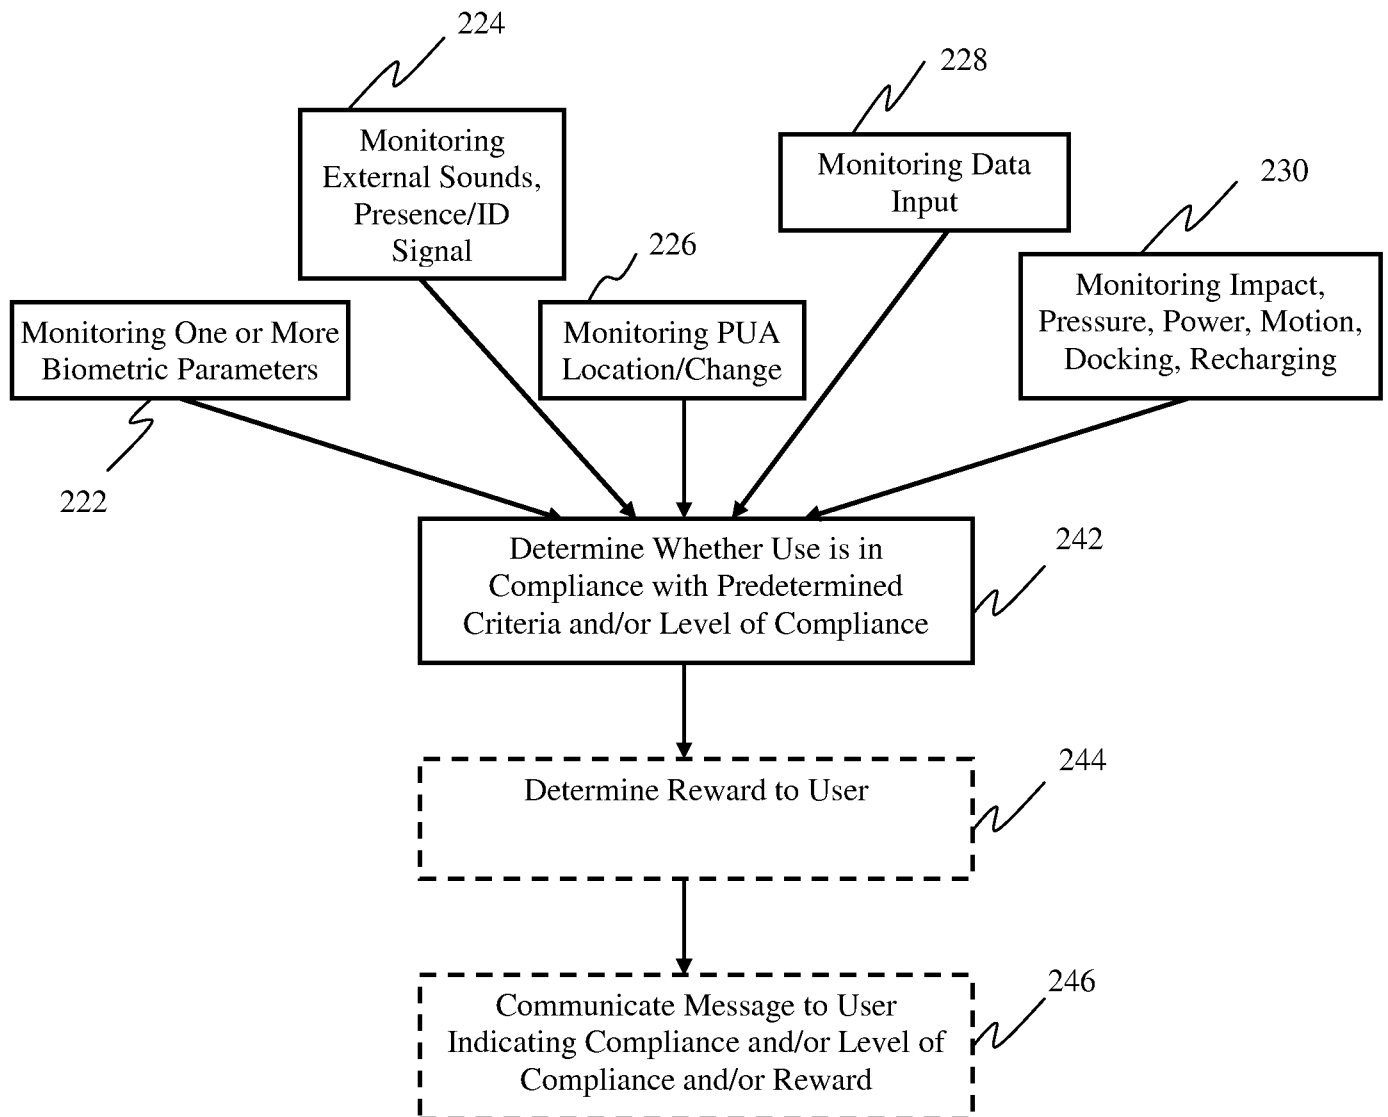 224
Monitoring
External Sounds,
Presence/ID
Signal
228
Monitoring Data
Input
230
Monitoring Impact,
Pressure, Power, Motion,
Docking, Recharging
226
Monitoring PUA
Location/Change
Monitoring One or More
Biometric Parameters
222
Determine Whether Use is in
Compliance with Predetermined
Criteria and/or Level of Compliance
242
Determine Reward to User
244
Communicate Message to User
Indicating Compliance and/or Level of
Compliance and/or Reward
246